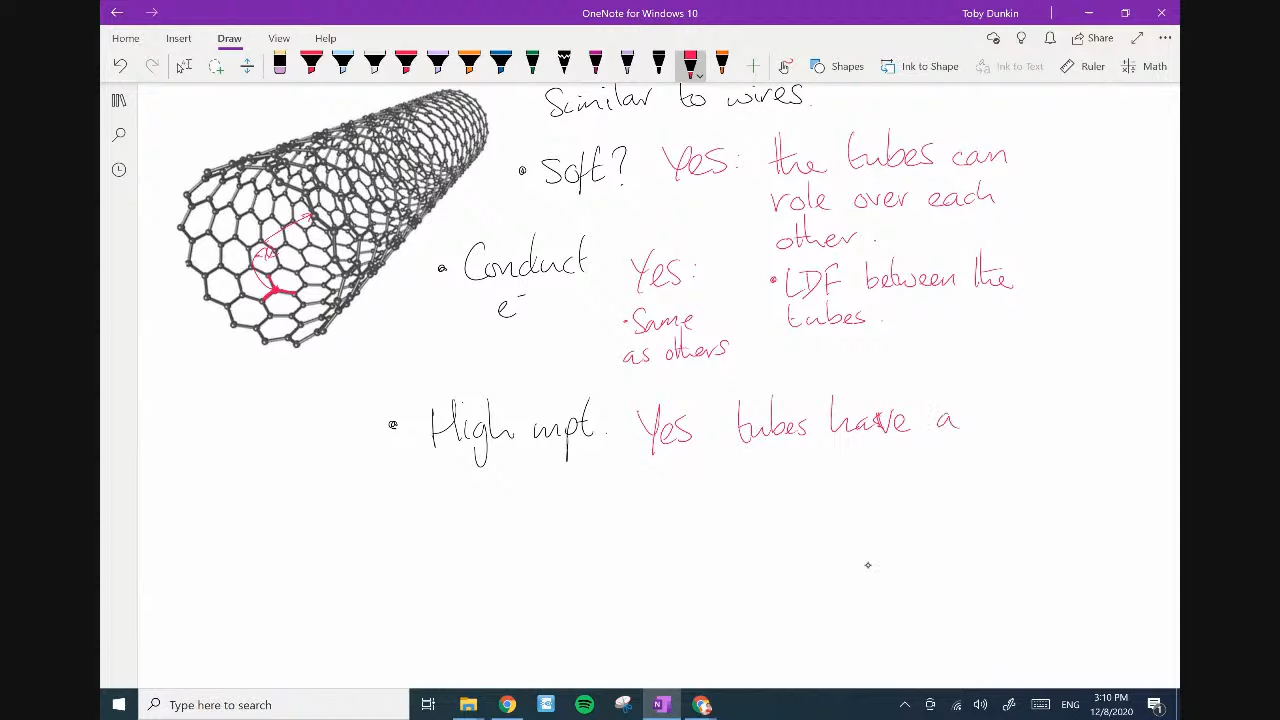 OneNote for Windows 10
Toby Dunkin
Home Insert Draw View Help
Share
Shapes
Ink to Shape
Ink to Text
Ruler
Math
Similar to wires.
• Soft? Yes: the tubes can
role over each
other.
• Conduct
e⁻
Yes:
• Same
as others
• LDF between the
tubes.
• High mpt. Yes tubes have a
Type here to search
ENG
3:10 PM
12/8/2020
1